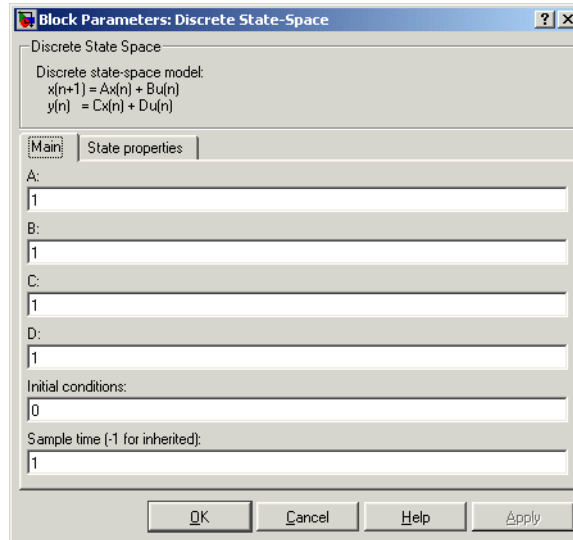 Block Parameters: Discrete State-Space
Discrete State Space
Discrete state-space model:
x(n+1) = Ax(n) + Bu(n)
y(n) = Cx(n) + Du(n)
Main State properties
A:
1
B:
1
C:
1
D:
1
Initial conditions:
0
Sample time (-1 for inherited):
1
OK Cancel Help Apply